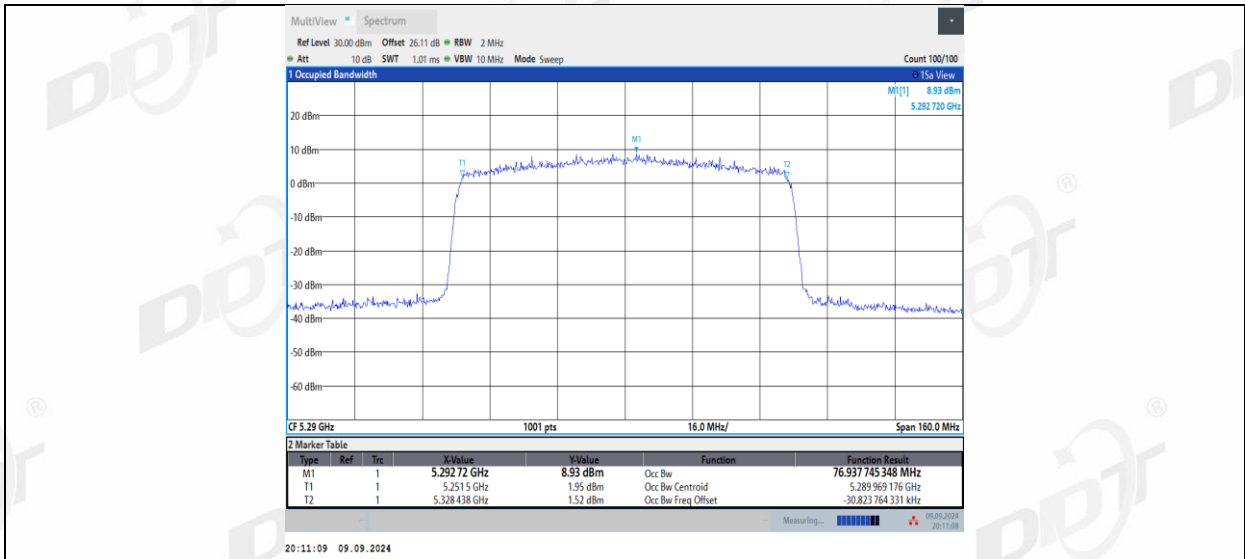 MultiView Spectrum
Ref Level 30.00 dBm Offset 26.11 dB RBW 2 MHz
Att 10 dB SWT 1.01 ms VBW 10 MHz Mode Sweep Count 100/100
1 Occupied Bandwidth 1Sa View
M1[1] 8.93 dBm
5.292 720 GHz
20 dBm
M1
10 dBm
T1 T2
0 dBm
-10 dBm
-20 dBm
-30 dBm
-40 dBm
-50 dBm
-60 dBm
CF 5.29 GHz 1001 pts 16.0 MHz/ Span 160.0 MHz
2 Marker Table
Type Ref Trc X-Value Y-Value Function Function Result
M1 1 5.292 72 GHz 8.93 dBm Occ Bw 76.937 745 348 MHz
T1 1 5.251 5 GHz 1.95 dBm Occ Bw Centroid 5.289 969 176 GHz
T2 1 5.328 438 GHz 1.52 dBm Occ Bw Freq Offset -30.823 764 331 kHz
Measuring... 09.09.2024
20:11:08
20:11:09 09.09.2024